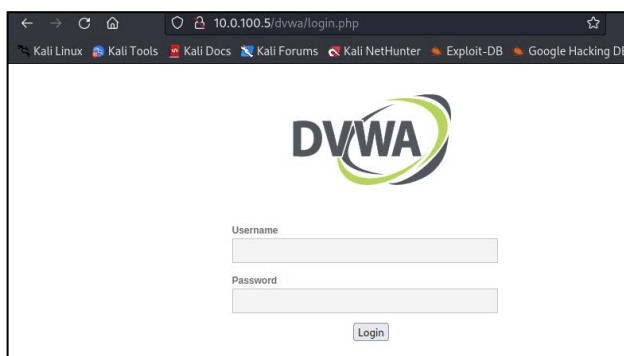 10.0.100.5/dvwa/login.php
Kali Linux Kali Tools Kali Docs Kali Forums Kali NetHunter Exploit-DB Google Hacking
DVWA
Username
Password
Login